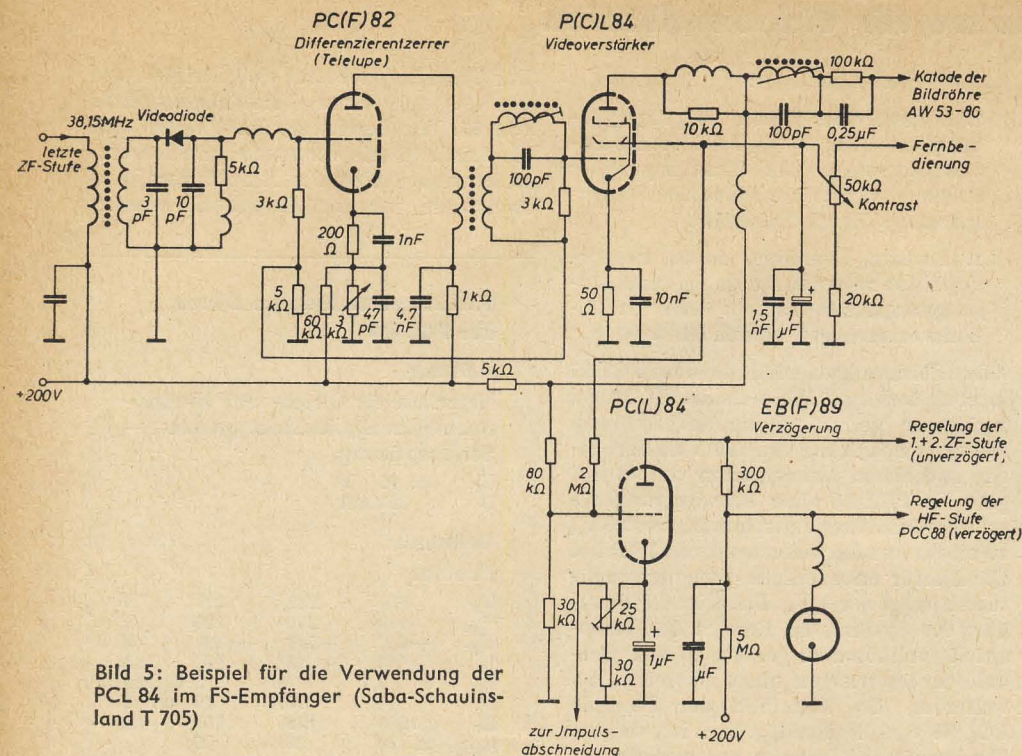 PC(F)82
Differenzierentzerrer
(Telelupe)
P(C)L84
Videoverstärker
38,15MHz
letzte
ZF-Stufe
Videodiode
3
pF
10
pF
5kΩ
3kΩ
5
kΩ
60
kΩ
200
Ω
1nF
3
kΩ
47
pF
4,7
nF
1kΩ
100pF
3kΩ
50
Ω
10nF
10kΩ
100kΩ
100pF
0,25µF
Katode der
Bildröhre
AW 53-80
Fernbe-
dienung
50kΩ
Kontrast
1,5
nF
+
1
µF
20kΩ
+200V
5kΩ
PC(L)84
EB(F)89
Verzögerung
80
kΩ
2
MΩ
300
kΩ
Regelung der
1.+2. ZF-Stufe
(unverzögert)
Regelung der
HF-Stufe
PCC88 (verzögert)
30
kΩ
25
kΩ
30
kΩ
+
1µF
1
µF
5
MΩ
+200V
zur Jmpuls-
abschneidung
Bild 5: Beispiel für die Verwendung der
PCL 84 im FS-Empfänger (Saba-Schauins-
land T 705)